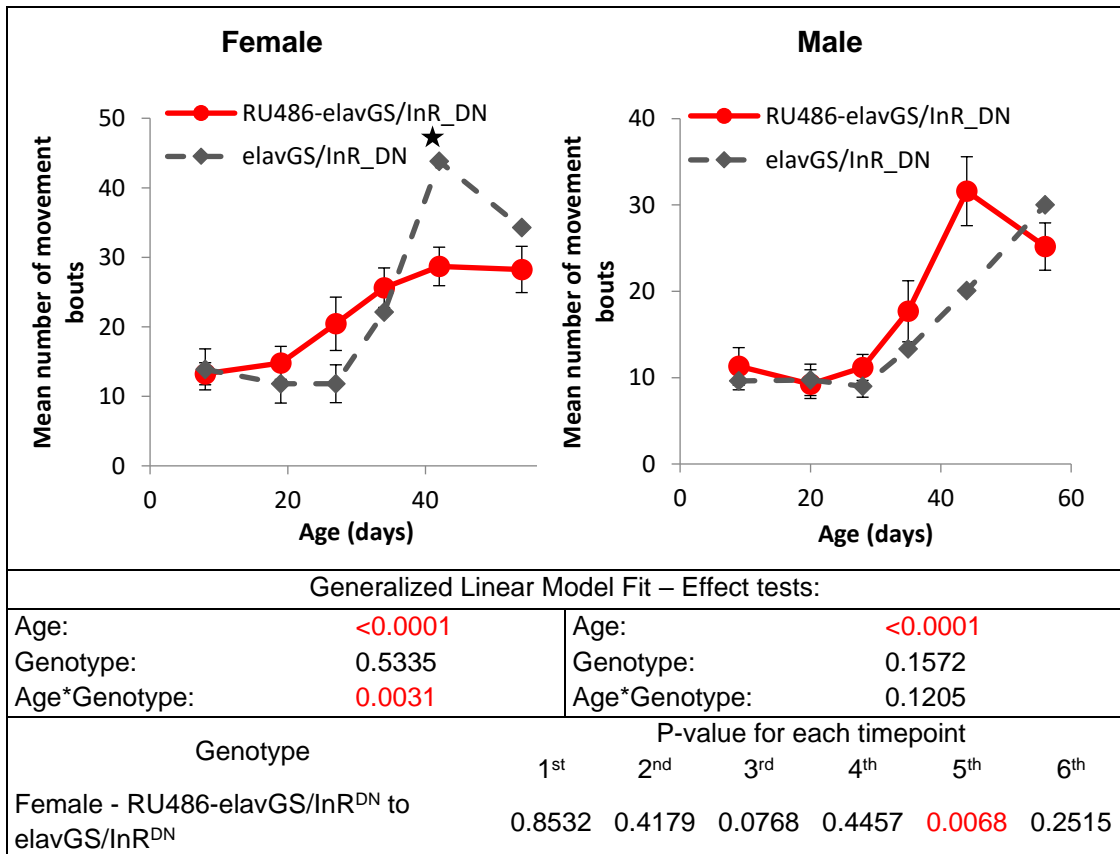 Female
RU486-elavGS/InR_DN
elavGS/InR_DN
50
40
30
20
10
0
0 20 40
Mean number of movement
bouts
Age (days)
Male
RU486-elavGS/InR_DN
elavGS/InR_DN
40
30
20
10
0
0 20 40 60
Mean number of movement
bouts
Age (days)
Generalized Linear Model Fit – Effect tests:
Age: <0.0001
Genotype: 0.5335
Age*Genotype: 0.0031
Age: <0.0001
Genotype: 0.1572
Age*Genotype: 0.1205
Genotype
P-value for each timepoint
1st 2nd 3rd 4th 5th 6th
Female - RU486-elavGS/InRDN to
elavGS/InRDN
0.8532 0.4179 0.0768 0.4457 0.0068 0.2515